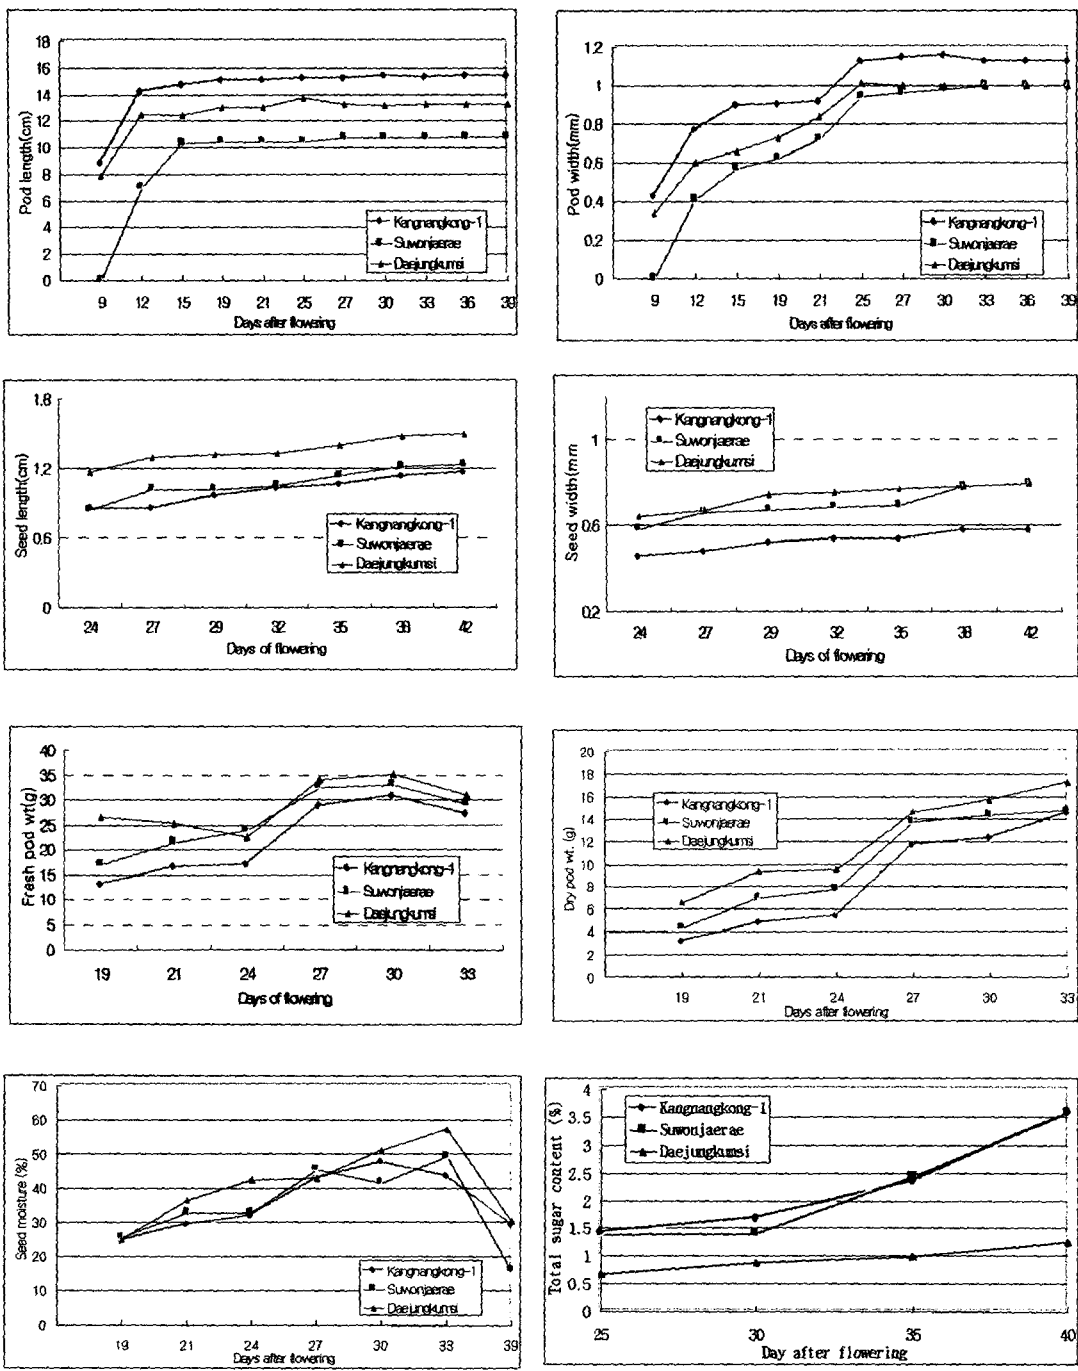 Pod length(cm)
18
16
14
12
10
8
6
4
2
0
Kangnangkong-1
Suwonjaerae
Daejungkumsi
9 12 15 19 21 25 27 30 33 36 39
Days after flowering
Pod width(mm)
1.2
1
0.8
0.6
0.4
0.2
0
Kangnangkong-1
Suwonjaerae
Daejungkumsi
9 12 15 19 21 25 27 30 33 36 39
Days after flowering
Seed length(cm)
1.8
1.2
0.6
0
Kangnangkong-1
Suwonjaerae
Daejungkumsi
24 27 29 32 35 38 42
Days of flowering
Seed width(mm
1
0.6
0.2
Kangnangkong-1
Suwonjaerae
Daejungkumsi
24 27 29 32 35 38 42
Days of flowering
Fresh pod wt(g)
40
35
30
25
20
15
10
5
0
Kangnangkong-1
Suwonjaerae
Daejungkumsi
19 21 24 27 30 33
Days of flowering
Dry pod wt. (g)
20
18
16
14
12
10
8
6
4
2
0
Kangnangkong-1
Suwonjaerae
Daejungkumsi
19 21 24 27 30 33
Days after flowering
Seed moisture (%)
70
60
50
40
30
20
10
0
Kangnangkong-1
Suwonjaerae
Daejungkumsi
19 21 24 27 30 33 39
Days after flowering
Total sugar content (%)
4
3.5
3
2.5
2
1.5
1
0.5
0
Kangnangkong-1
Suwonjaerae
Daejungkumsi
25 30 35 40
Day after flowering